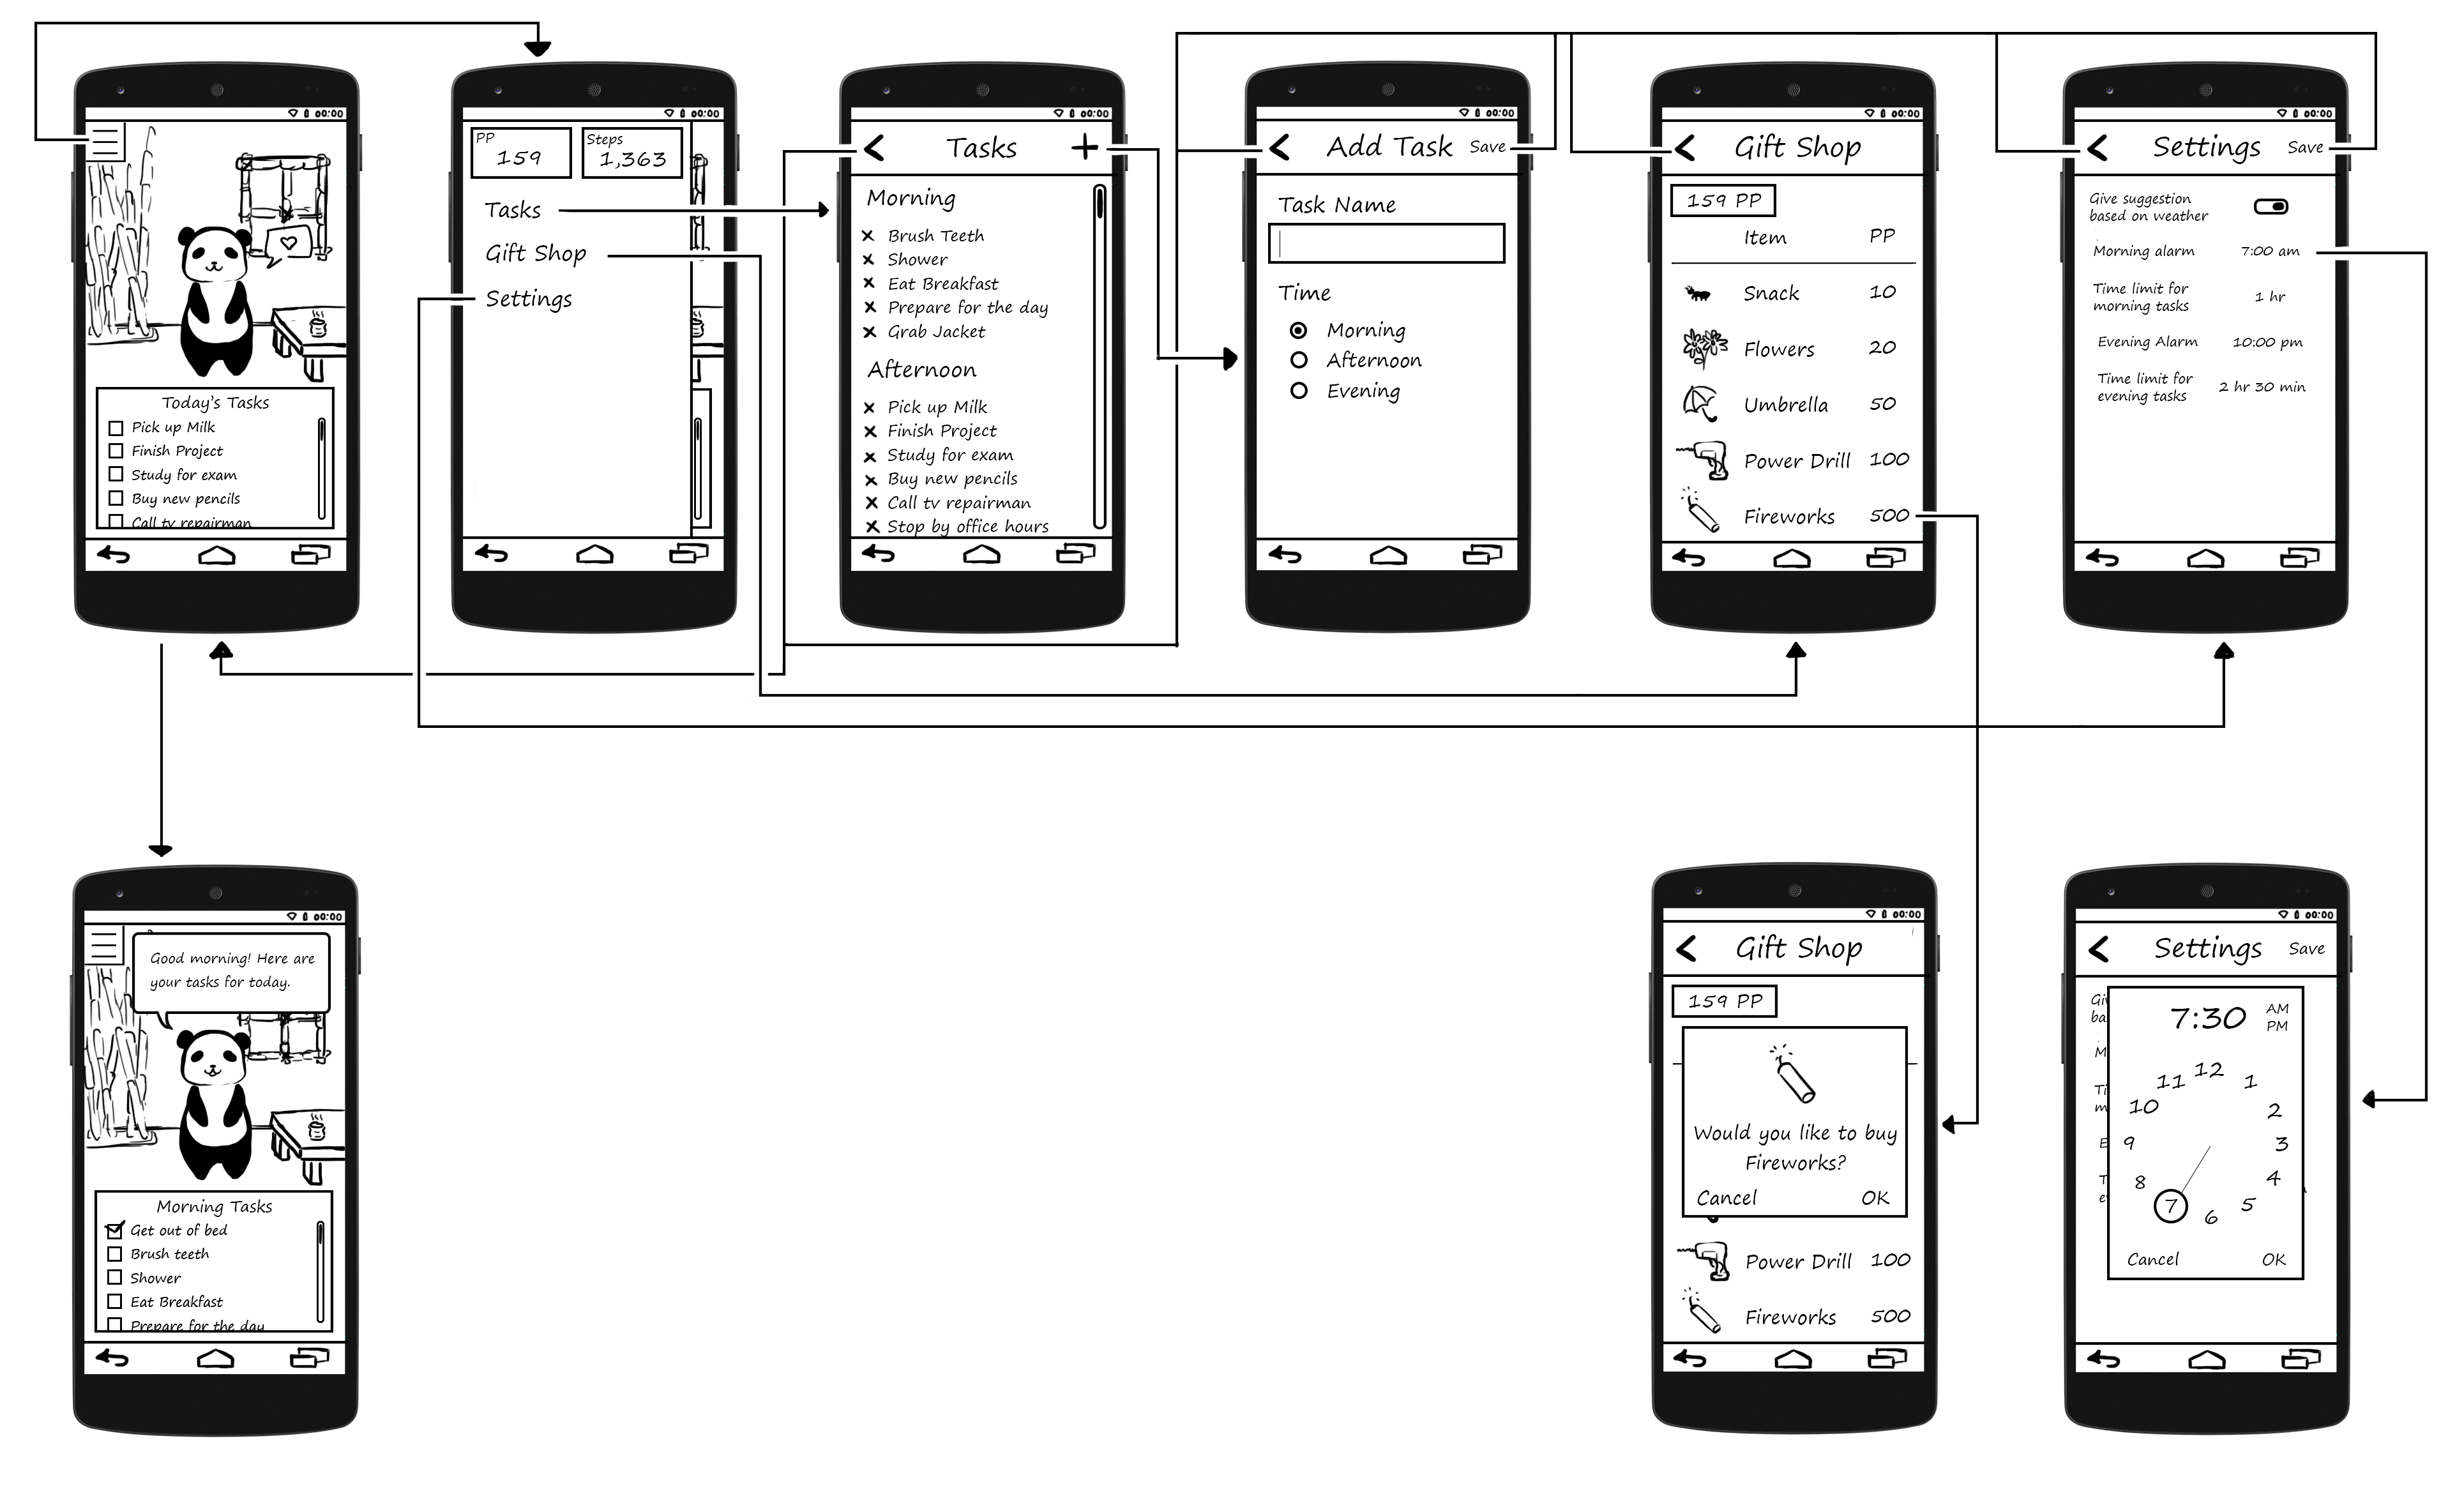 00:00
Today's Tasks
Pick up Milk
Finish Project
Study for exam
Buy new pencils
Call tv repairman
00:00
PP
159
Steps
1,363
Tasks
Gift Shop
Settings
00:00
Tasks
Morning
Brush Teeth
Shower
Eat Breakfast
Prepare for the day
Grab Jacket
Afternoon
Pick up Milk
Finish Project
Study for exam
Buy new pencils
Call tv repairman
Stop by office hours
00:00
Add Task Save
Task Name
Time
Morning
Afternoon
Evening
00:00
Gift Shop
159 PP
Item PP
Snack 10
Flowers 20
Umbrella 50
Power Drill 100
Fireworks 500
00:00
Settings Save
Give suggestion
based on weather
Morning alarm 7:00 am
Time limit for
morning tasks
1 hr
Evening Alarm 10:00 pm
Time limit for
evening tasks
2 hr 30 min
00:00
Good morning! Here are
your tasks for today.
Morning Tasks
Get out of bed
Brush teeth
Shower
Eat Breakfast
Prepare for the day
00:00
Gift Shop
159 PP
Would you like to buy
Fireworks?
Cancel OK
Power Drill 100
Fireworks 500
00:00
Settings Save
7:30
AM
PM
12
11 1
10 2
9 3
8 4
7 5
6
Cancel OK